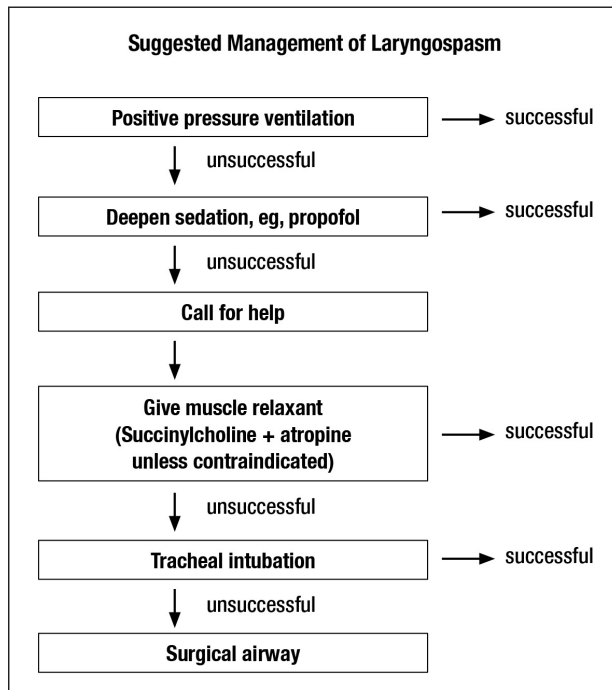 Suggested Management of Laryngospasm
Positive pressure ventilation
successful
unsuccessful
Deepen sedation, eg, propofol
successful
unsuccessful
Call for help
Give muscle relaxant
(Succinylcholine + atropine
unless contraindicated)
successful
unsuccessful
Tracheal intubation
successful
unsuccessful
Surgical airway